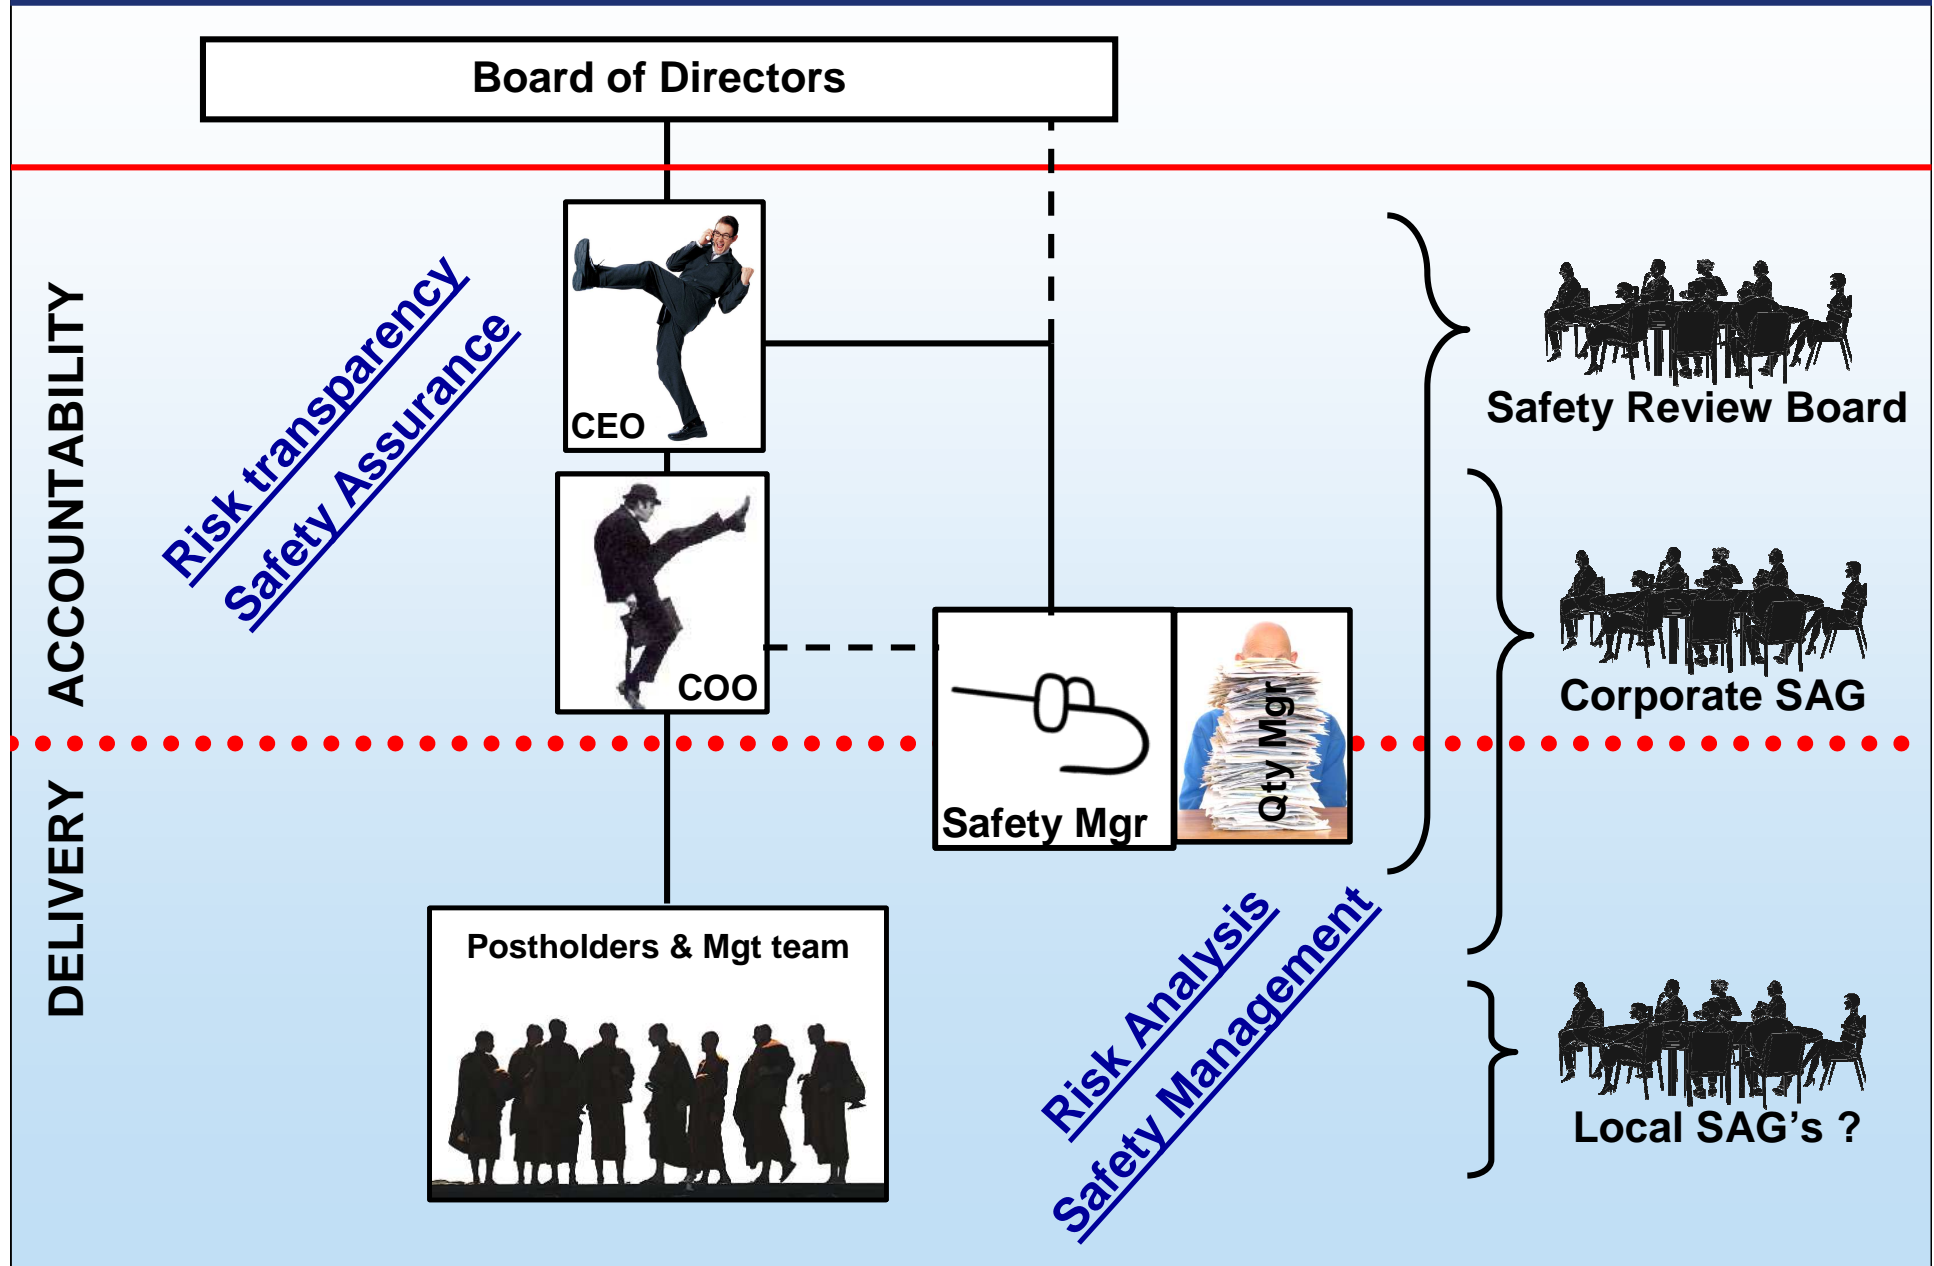 Board of Directors
ACCOUNTABILITY
Risk transparency
Safety Assurance
CEO
Safety Review Board
COO
Corporate SAG
Safety Mgr
Qty Mgr
DELIVERY
Postholders & Mgt team
Risk Analysis
Safety Management
Local SAG’s ?